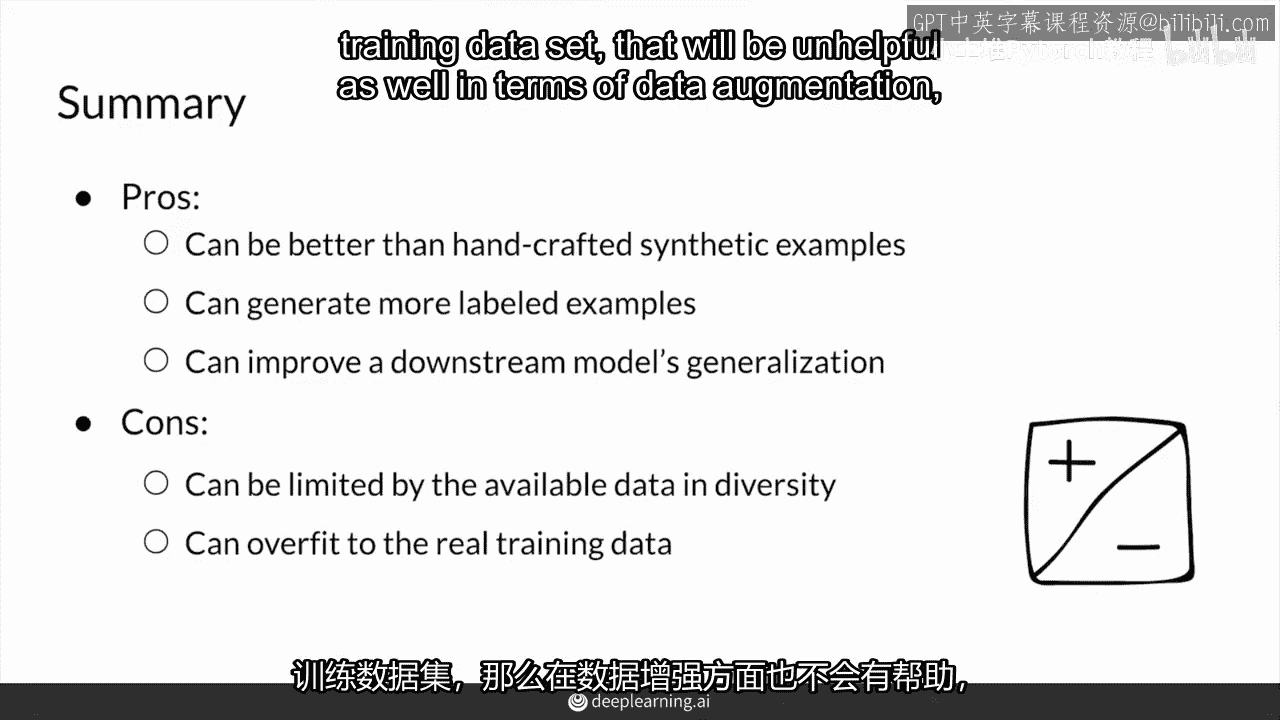 GPT中英字幕课程资源@bilibili.com
training data set, that will be unhelpful
as well in terms of data augmentation,
Summary
Pros:
Can be better than hand-crafted synthetic examples
Can generate more labeled examples
Can improve a downstream model's generalization
Cons:
Can be limited by the available data in diversity
Can overfit to the real training data
训练数据集，那么在数据增强方面也不会有帮助，
deeplearning.ai